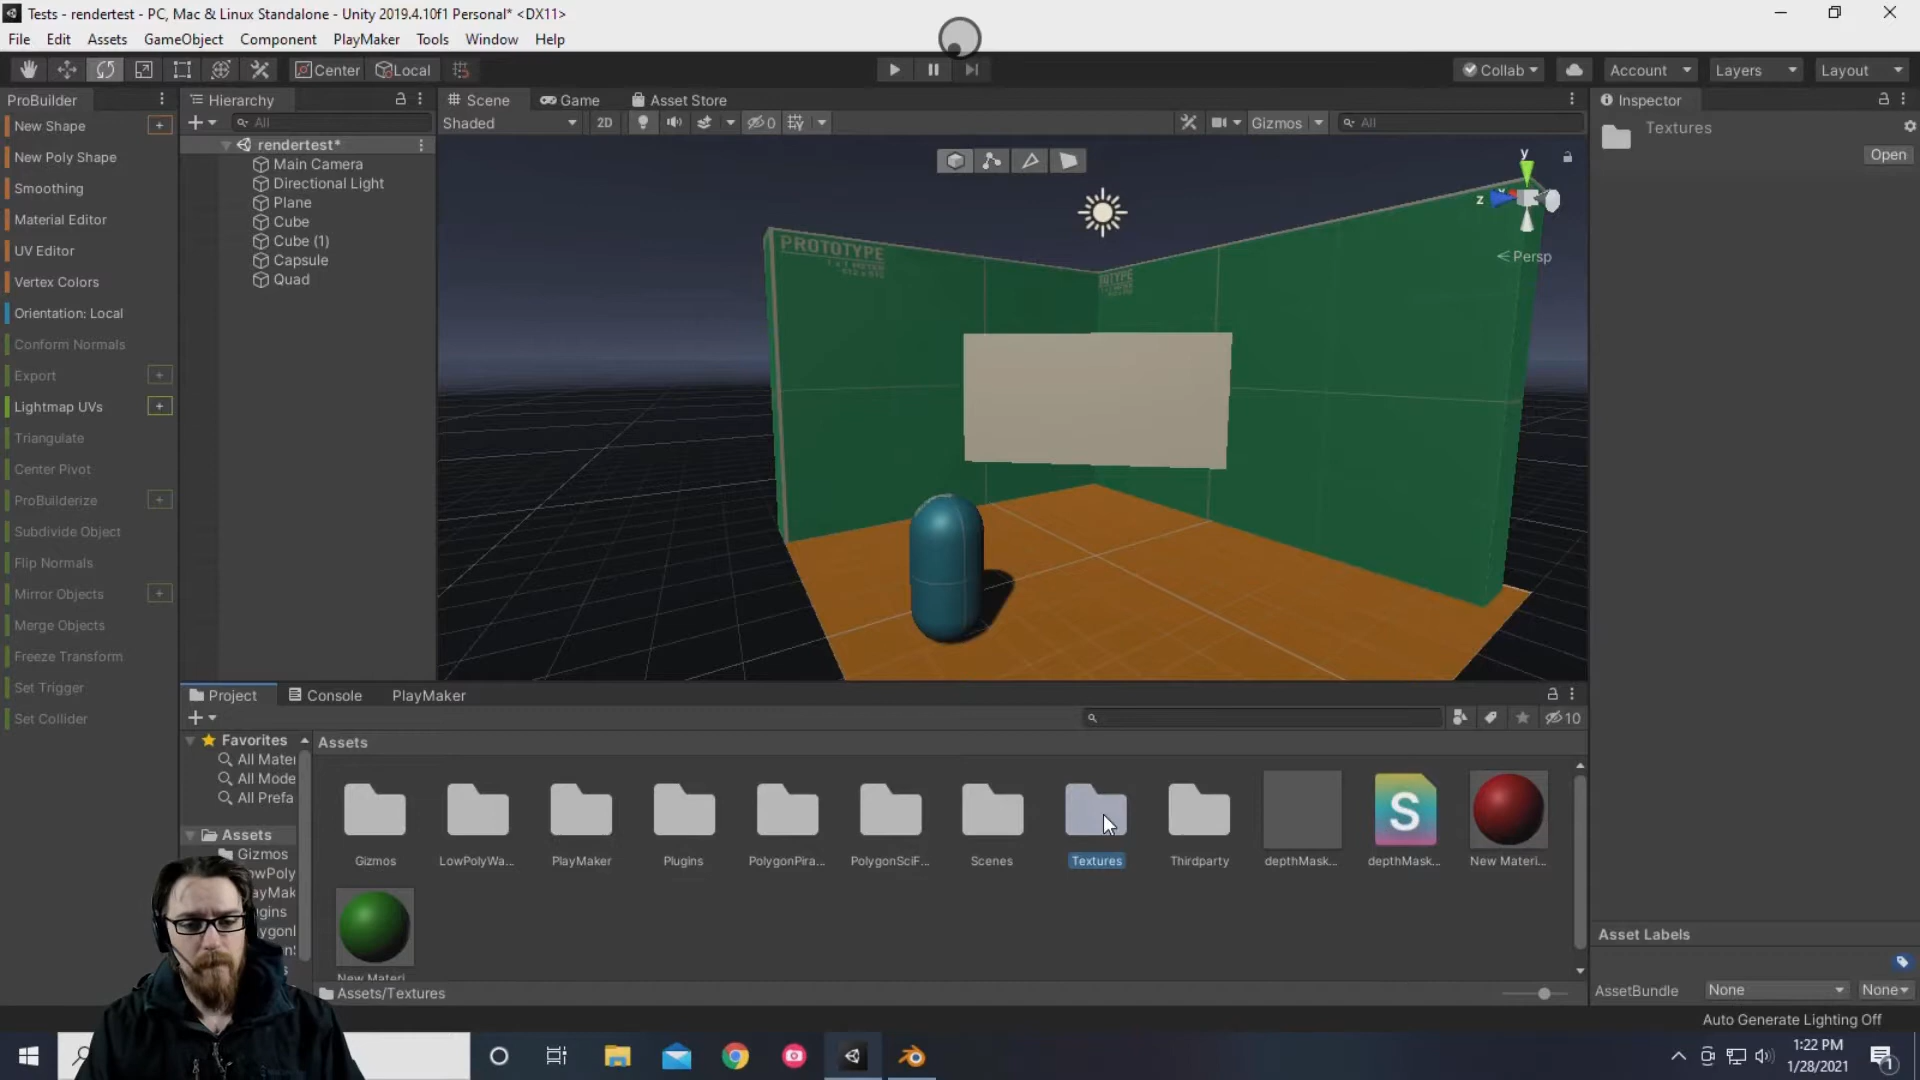 Tests - rendertest - PC, Mac & Linux Standalone - Unity 2019.4.10f1 Personal* <DX11>
File Edit Assets GameObject Component PlayMaker Tools Window Help
Center Local Collab Account Layers Layout
ProBuilder
New Shape
New Poly Shape
Smoothing
Material Editor
UV Editor
Vertex Colors
Orientation: Local
Conform Normals
Export
Lightmap UVs
Triangulate
Center Pivot
ProBuilderize
Subdivide Object
Flip Normals
Mirror Objects
Merge Objects
Freeze Transform
Set Trigger
Set Collider
Hierarchy
All
rendertest*
Main Camera
Directional Light
Plane
Cube
Cube (1)
Capsule
Quad
Scene Game Asset Store
Shaded 2D 0 Gizmos All
PROTOTYPE
y
z
Persp
Inspector
Textures
Open
Project Console PlayMaker
10
Favorites
All Mater
All Mode
All Prefa
Assets
Gizmos
Assets
Gizmos LowPolyWa... PlayMaker Plugins PolygonPira... PolygonSciF... Scenes Textures Thirdparty depthMask... depthMask... New Materi...
S
New Materi...
Assets/Textures
Asset Labels
AssetBundle None None
Auto Generate Lighting Off
1:22 PM
1/28/2021
1